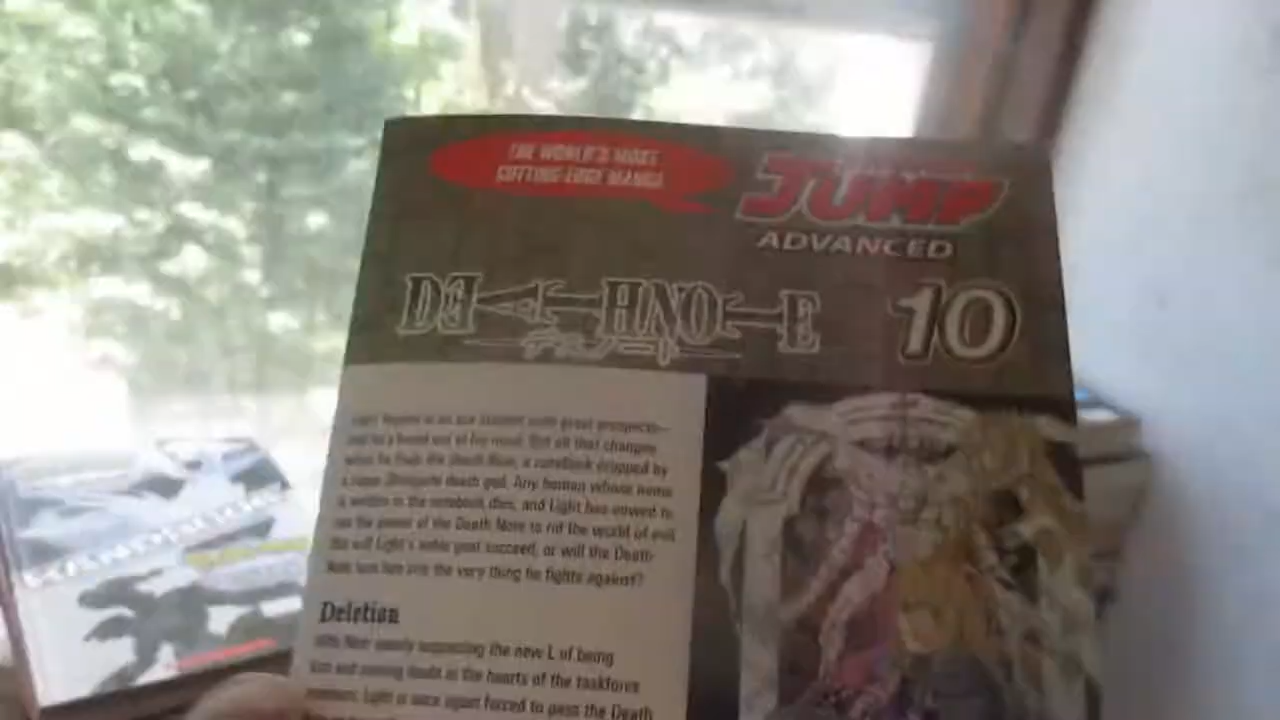 THE WORLD'S MOST
CUTTING-EDGE MANGA
JUMP
ADVANCED
DEATH NOTE
デスノート
10
Light Yagami is an ace student with great prospects—
and he's bored out of his mind. But all that changes
when he finds the Death Note, a notebook dropped by
a rogue Shinigami death god. Any human whose name
is written in the notebook dies, and Light has vowed to
use the power of the Death Note to rid the world of evil.
But will Light's noble goal succeed, or will the Death
Note turn him into the very thing he fights against?
Deletion
With Near openly suspecting the new L of being
Kira and sowing doubt in the hearts of the taskforce
members, Light is once again forced to pass the Death